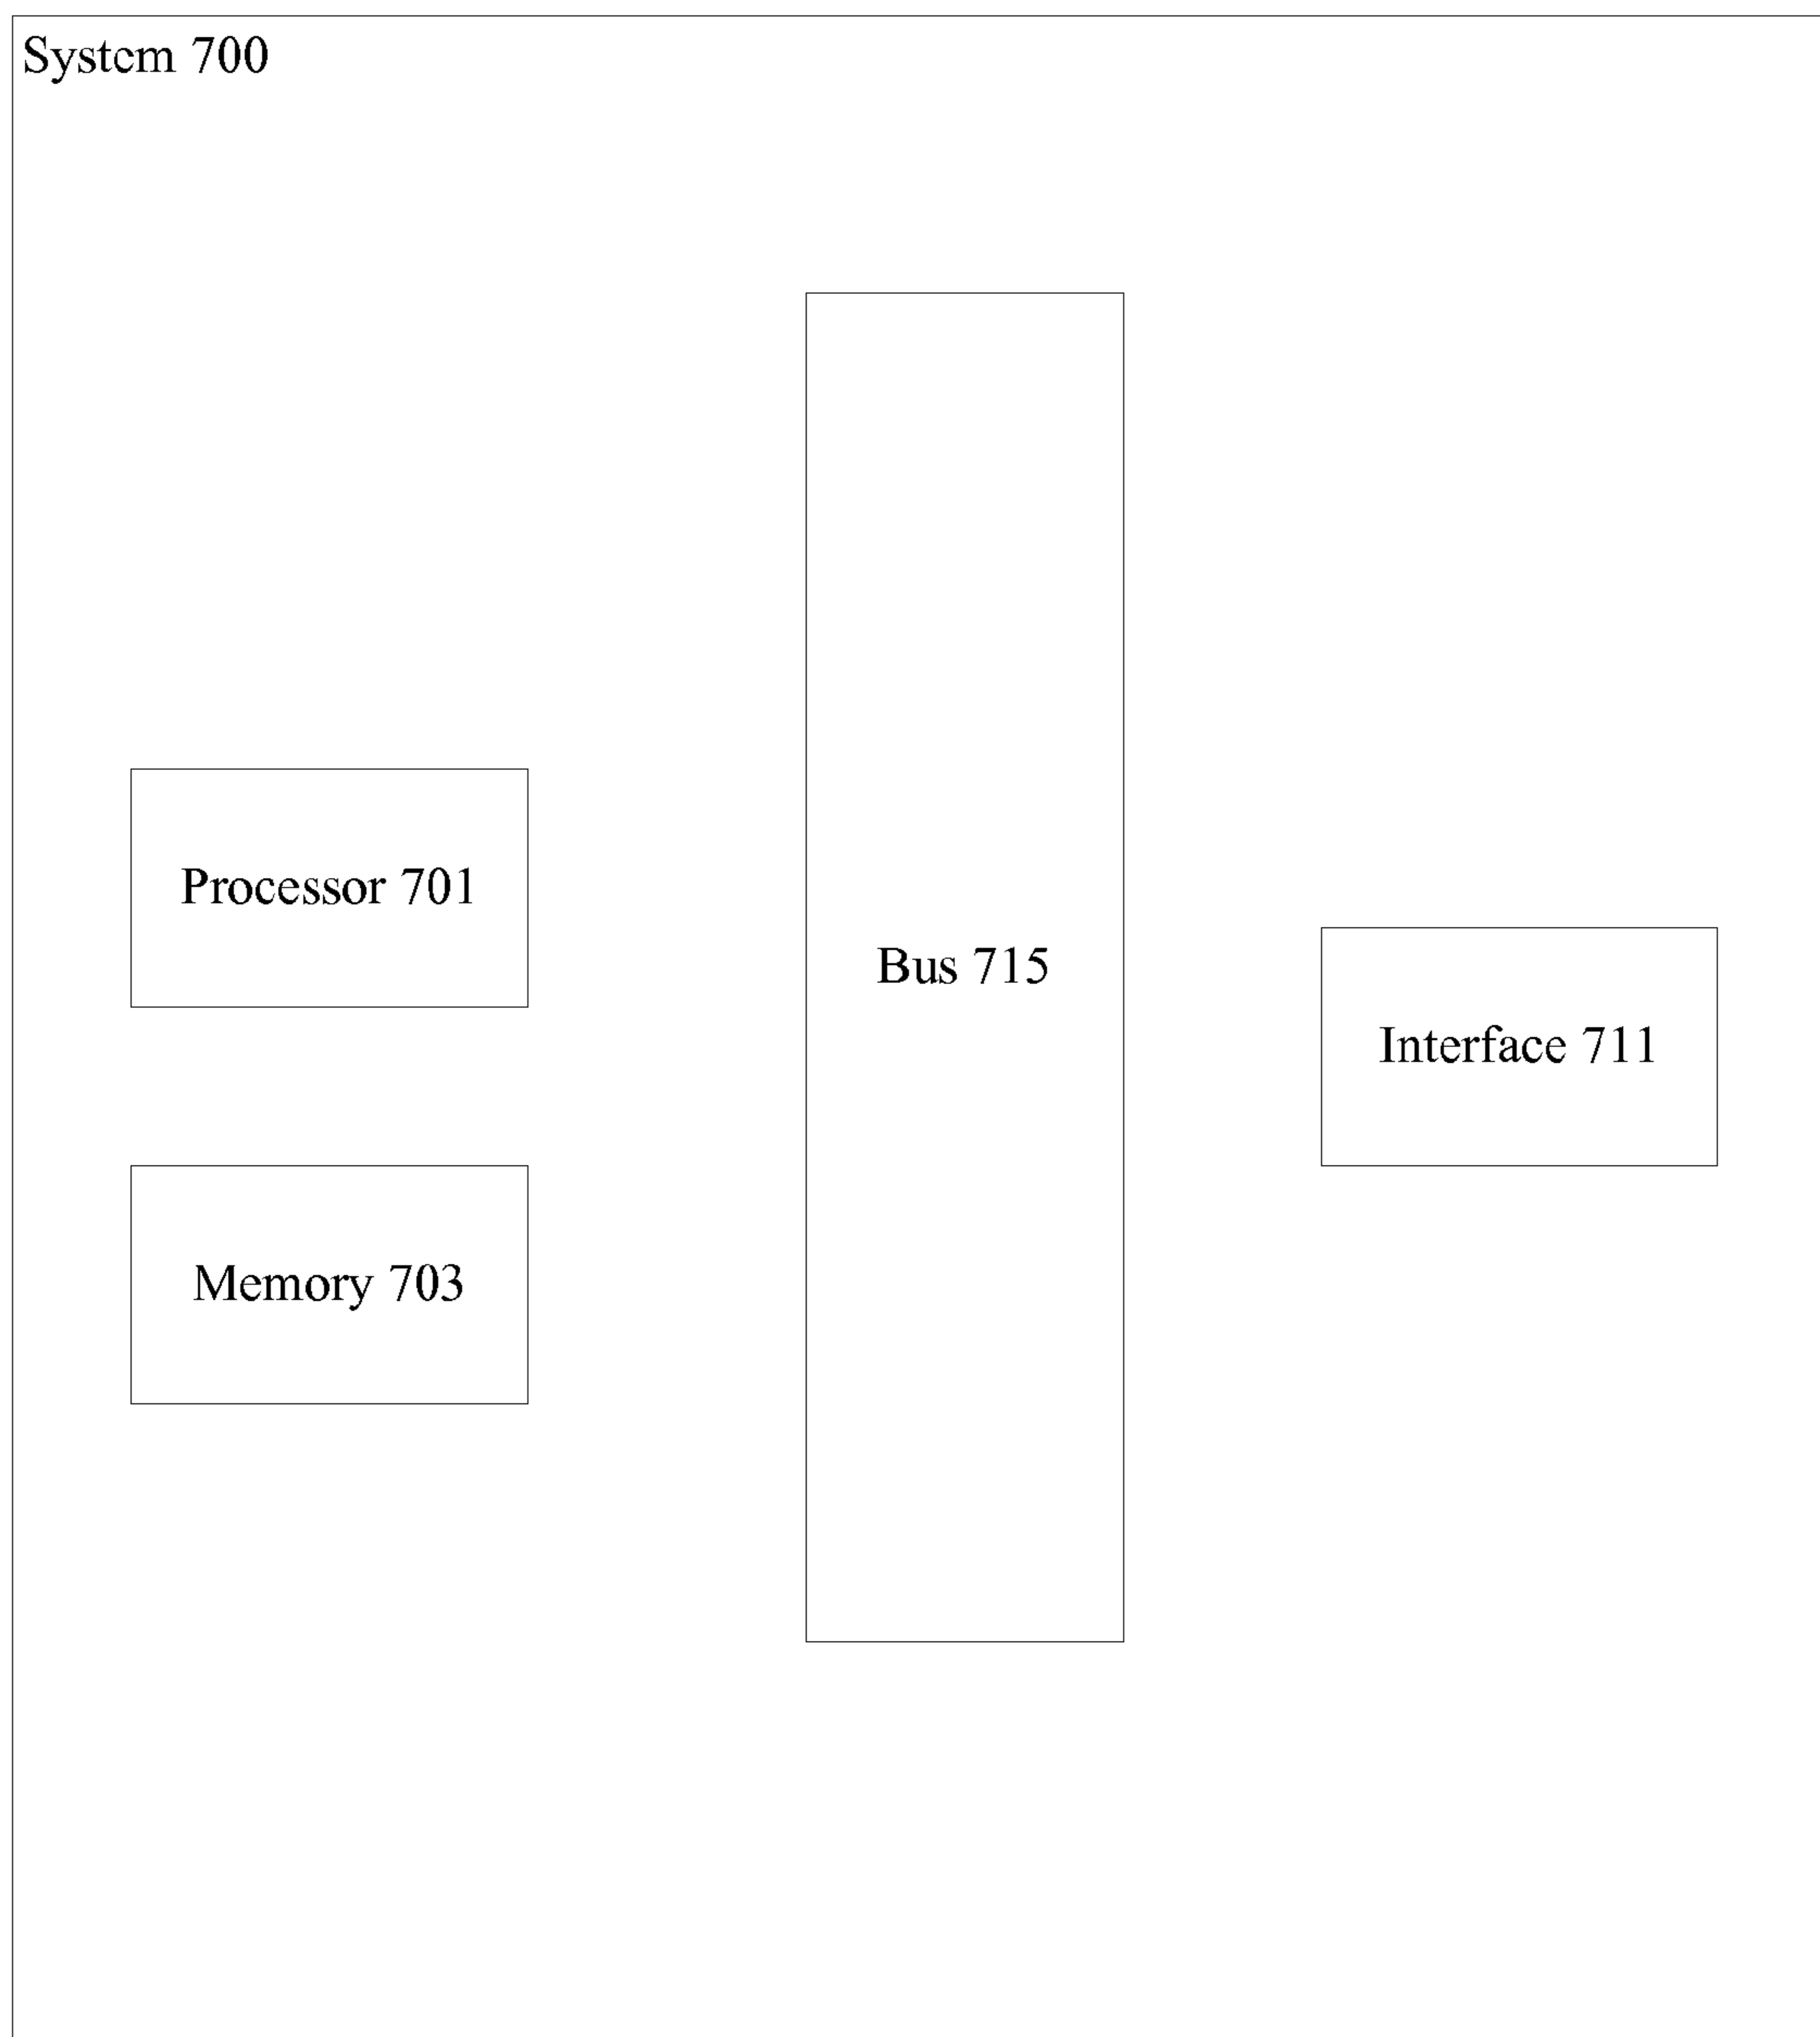 System 700
Processor 701
Bus 715
Interface 711
Memory 703